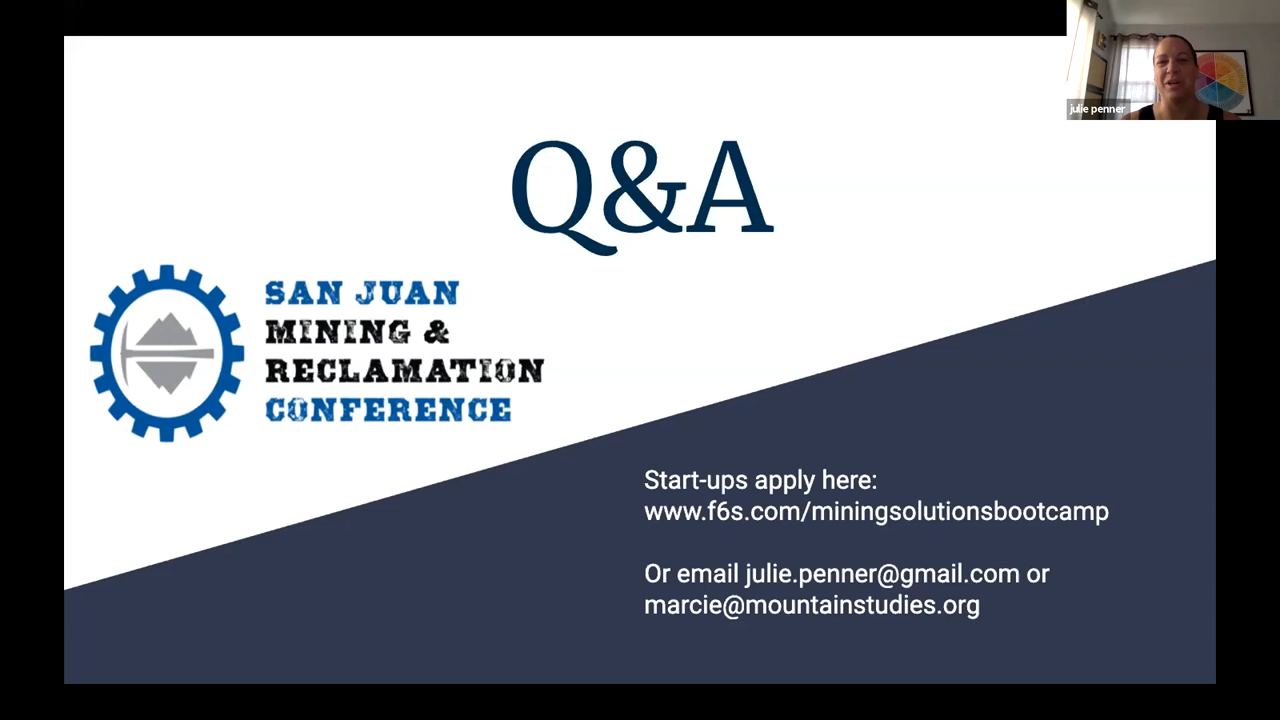 julie penner
Q&A
SAN JUAN
MINING &
RECLAMATION
CONFERENCE
Start-ups apply here:
www.f6s.com/miningsolutionsbootcamp
Or email julie.penner@gmail.com or
marcie@mountainstudies.org